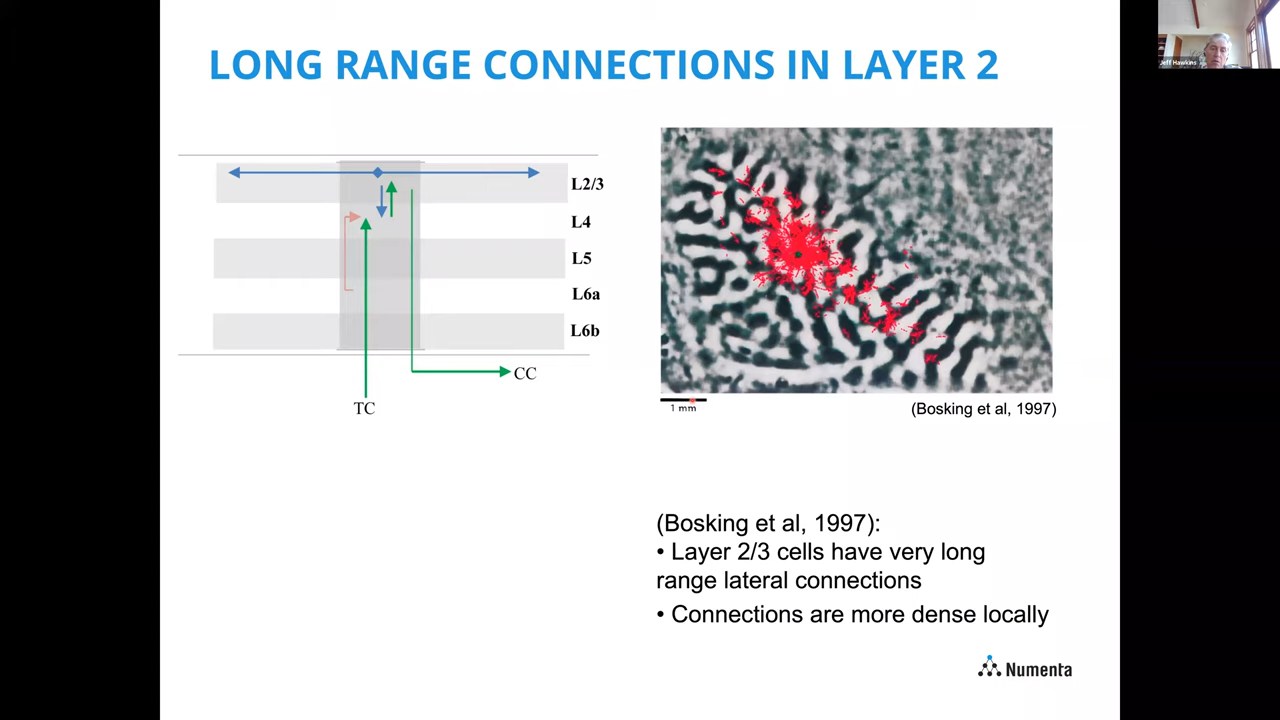 LONG RANGE CONNECTIONS IN LAYER 2
Jeff Hawkins
L2/3
L4
L5
L6a
L6b
CC
TC
1 mm
(Bosking et al, 1997)
(Bosking et al, 1997):
• Layer 2/3 cells have very long
range lateral connections
• Connections are more dense locally
Numenta